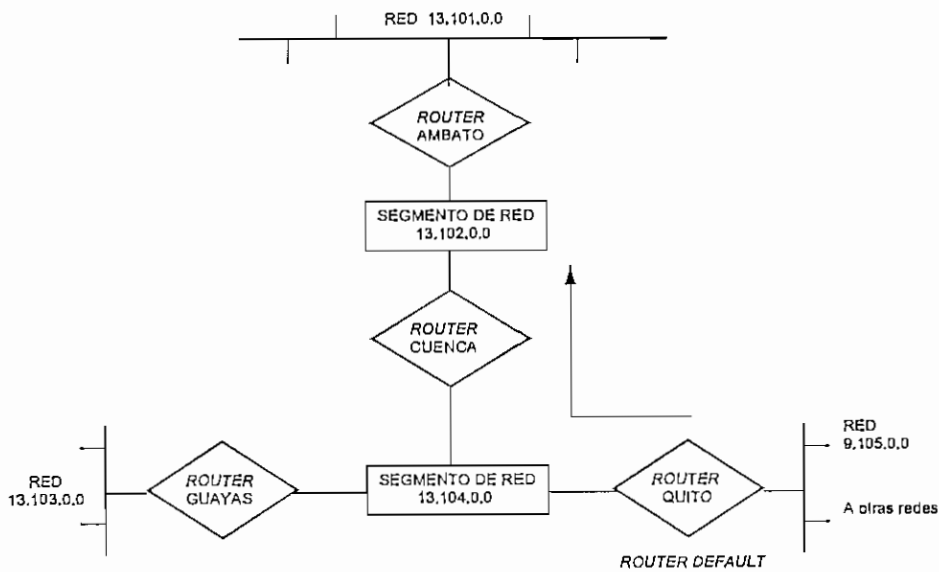 RED 13.101.0.0
ROUTER
AMBATO
SEGMENTO DE RED
13.102.0.0
ROUTER
CUENCA
RED
13.103.0.0
ROUTER
GUAYAS
SEGMENTO DE RED
13.104.0.0
ROUTER
QUITO
RED
9.105.0.0
A otras redes
ROUTER DEFAULT